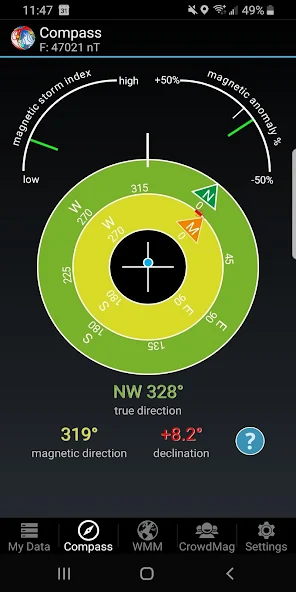 11:47 31 49%
Compass
F: 47021 nT
magnetic storm index
high
low
+50%
magnetic anomaly %
-50%
315
N
0
W
270
45
225
E
90
S
180
135
M
0
W
270
E
90
S
180
NW 328°
true direction
319°
magnetic direction
+8.2°
declination
?
My Data
Compass
WMM
CrowdMag
Settings